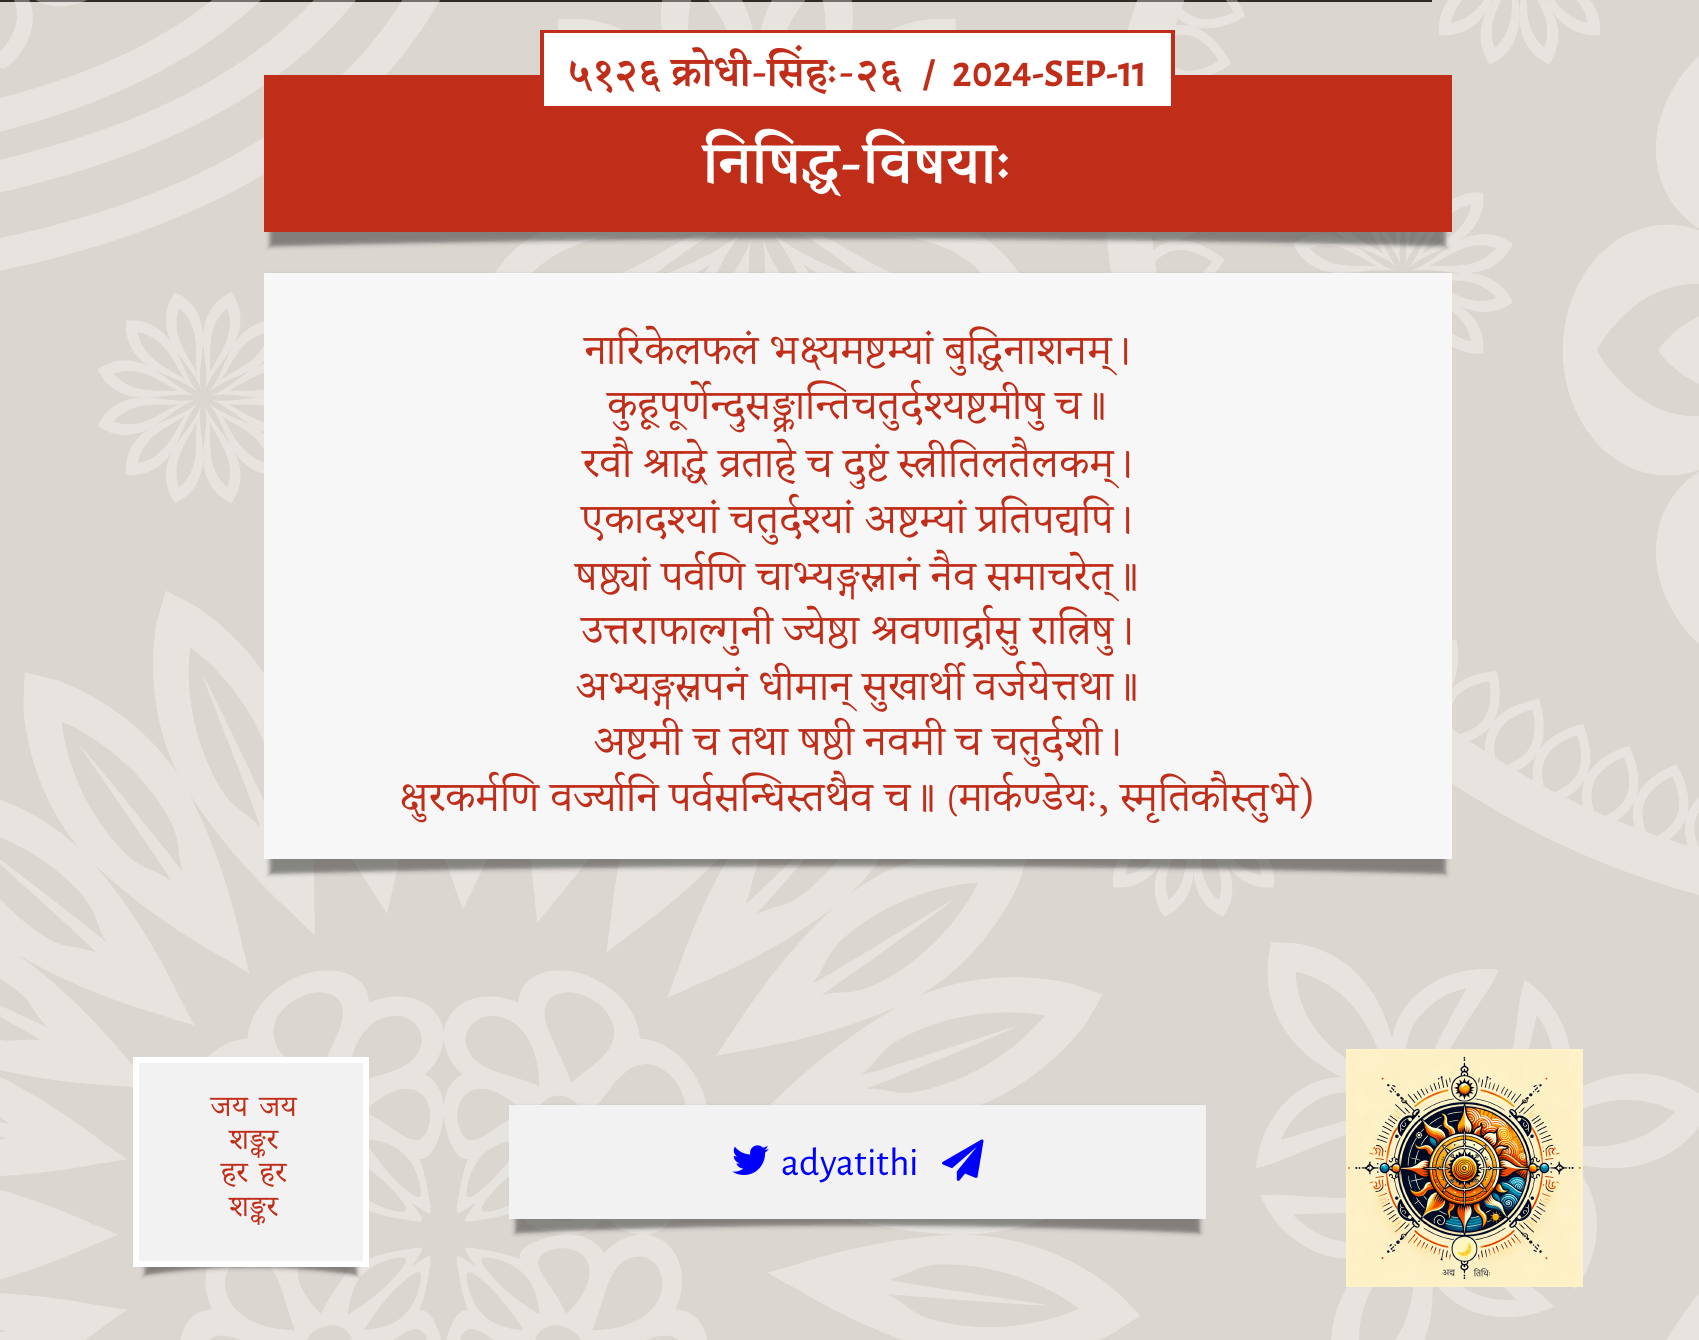 ५१२६ क्रोधी-सिंहः-२६ / 2024-SEP-11
निषिद्ध-विषयाः
नारिकेलफलं भक्ष्यमष्टम्यां बुद्धिनाशनम्।
कुहूपूर्णेन्दुसङ्क्रान्तिचतुर्दश्यष्टमीषु च॥
रवौ श्राद्धे व्रताहे च दुष्टं स्त्रीतिलतैलकम्।
एकादश्यां चतुर्दश्यां अष्टम्यां प्रतिपद्यपि।
षष्ठ्यां पर्वणि चाभ्यङ्गस्नानं नैव समाचरेत्॥
उत्तराफाल्गुनी ज्येष्ठा श्रवणार्द्रासु रात्रिषु।
अभ्यङ्गस्नपनं धीमान् सुखार्थी वर्जयेत्तथा॥
अष्टमी च तथा षष्ठी नवमी च चतुर्दशी।
क्षुरकर्मणि वर्ज्यानि पर्वसन्धिस्तथैव च॥ (मार्कण्डेयः, स्मृतिकौस्तुभे)
जय जय
शङ्कर
हर हर
शङ्कर
adyatithi
अद्य तिथिः